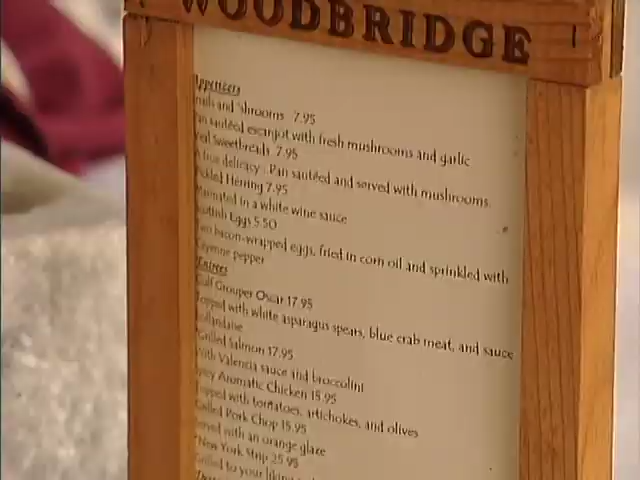 WOODBRIDGE
Appetizers
and Shrooms 7.95
Pan sautéed escargot with fresh mushrooms and garlic
Veal Sweetbreads 7.95
A true delicacy. Pan sautéed and served with mushrooms.
Pickled Herring 7.95
Marinated in a white wine sauce
Scottish Eggs 5.50
Two bacon-wrapped eggs, fried in corn oil and sprinkled with
cayenne pepper
Entrees
Gulf Grouper Oscar 17.95
Topped with white asparagus spears, blue crab meat, and sauce
hollandaise
Grilled Salmon 17.95
With Valencia sauce and broccolini
Spicy Aromatic Chicken 15.95
Topped with tomatoes, artichokes, and olives
Grilled Pork Chop 15.95
Served with an orange glaze
*New York Strip 25.95
Grilled to your liking